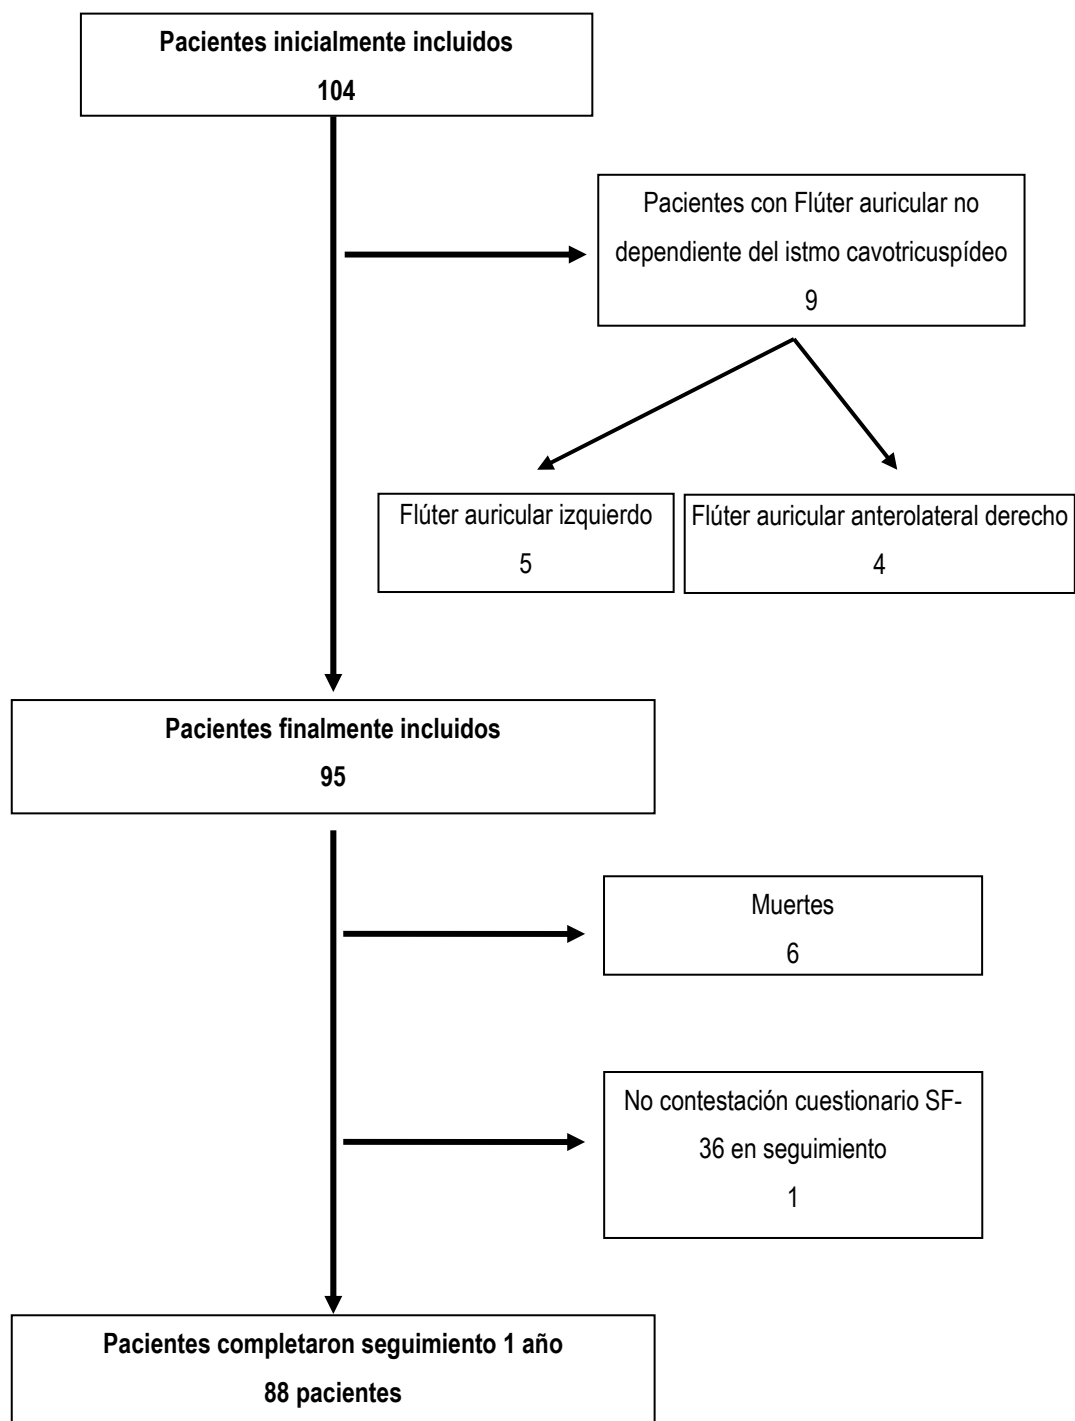 Pacientes inicialmente incluidos
104
Pacientes con Flúter auricular no
dependiente del istmo cavotricuspídeo
9
Flúter auricular izquierdo
5
Flúter auricular anterolateral derecho
4
Pacientes finalmente incluidos
95
Muertes
6
No contestación cuestionario SF-
36 en seguimiento
1
Pacientes completaron seguimiento 1 año
88 pacientes